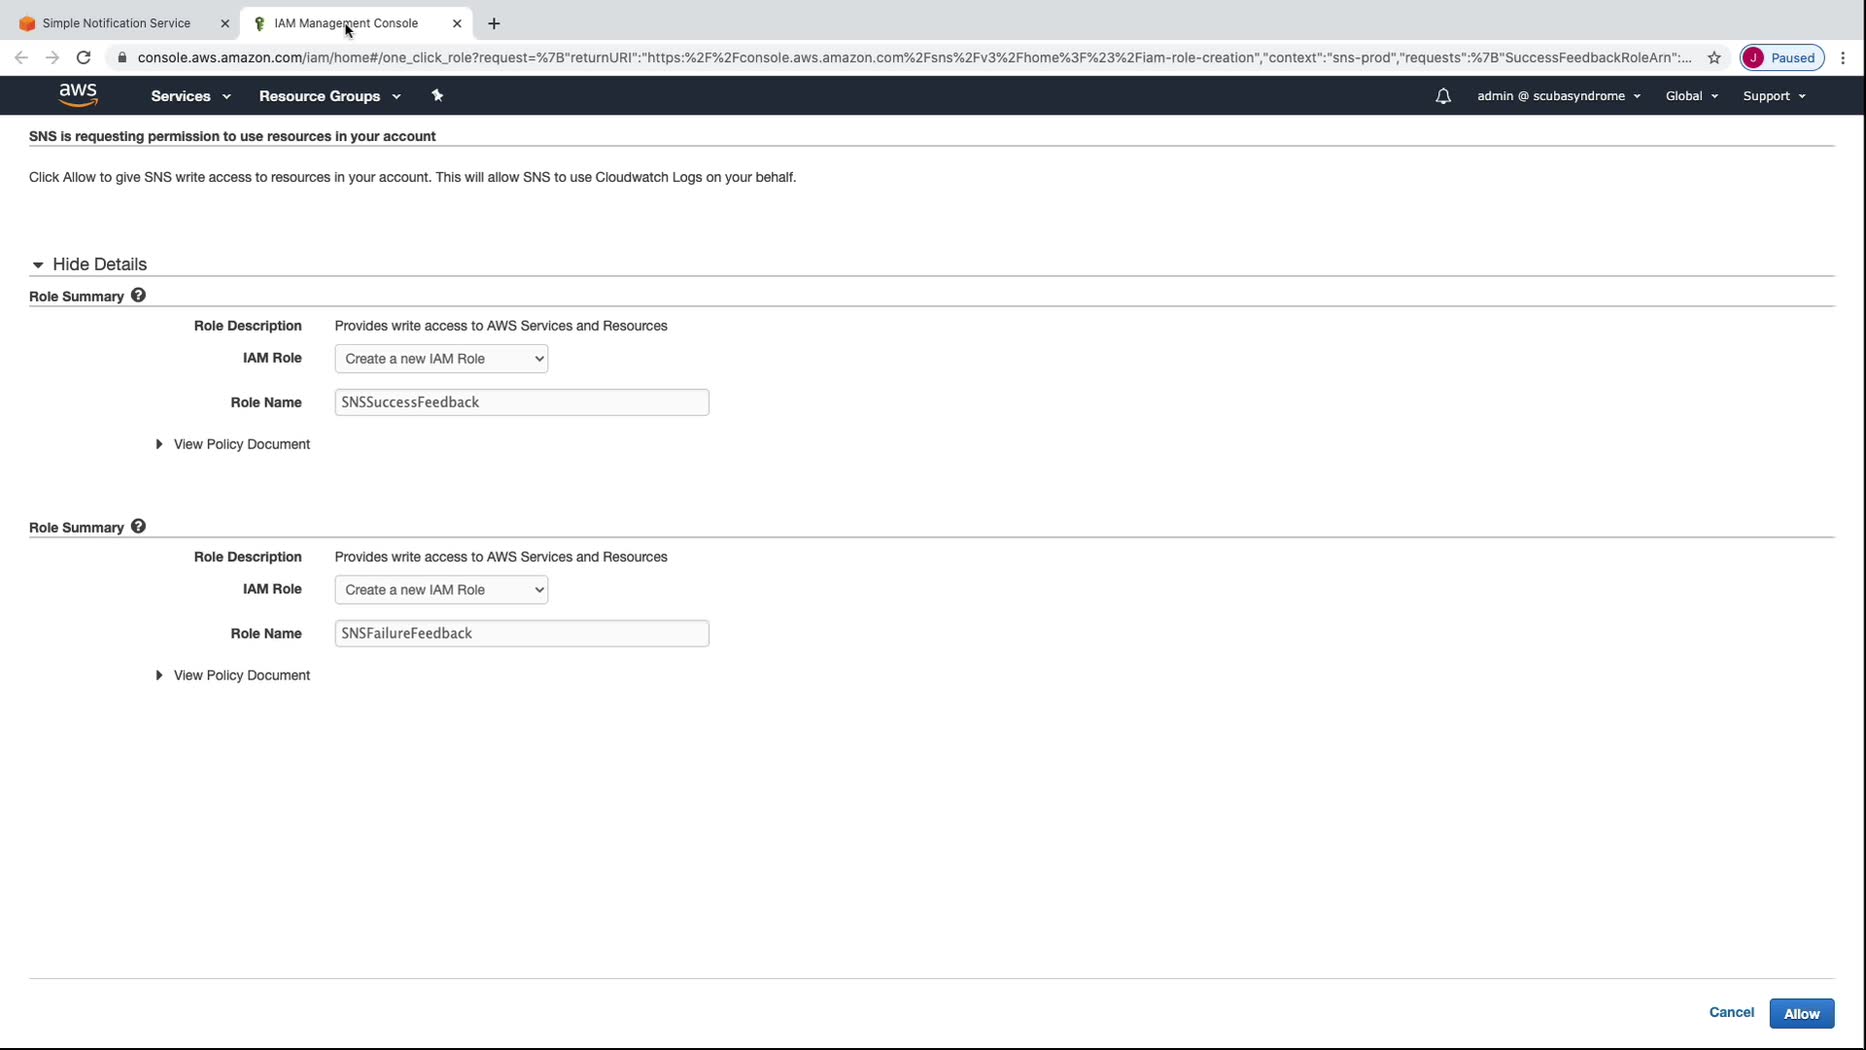 Simple Notification Service
IAM Management Console
console.aws.amazon.com/iam/home#/one_click_role?request=%7B"returnURI":"https:%2F%2Fconsole.aws.amazon.com%2Fsns%2Fv3%2Fhome%3F%23%2Fiam-role-creation","context":"sns-prod","requests":%7B"SuccessFeedbackRoleArn":...
J Paused
aws Services Resource Groups admin @ scubasyndrome Global Support
SNS is requesting permission to use resources in your account
Click Allow to give SNS write access to resources in your account. This will allow SNS to use Cloudwatch Logs on your behalf.
Hide Details
Role Summary ?
Role Description Provides write access to AWS Services and Resources
IAM Role Create a new IAM Role
Role Name SNSSuccessFeedback
View Policy Document
Role Summary ?
Role Description Provides write access to AWS Services and Resources
IAM Role Create a new IAM Role
Role Name SNSFailureFeedback
View Policy Document
Cancel Allow